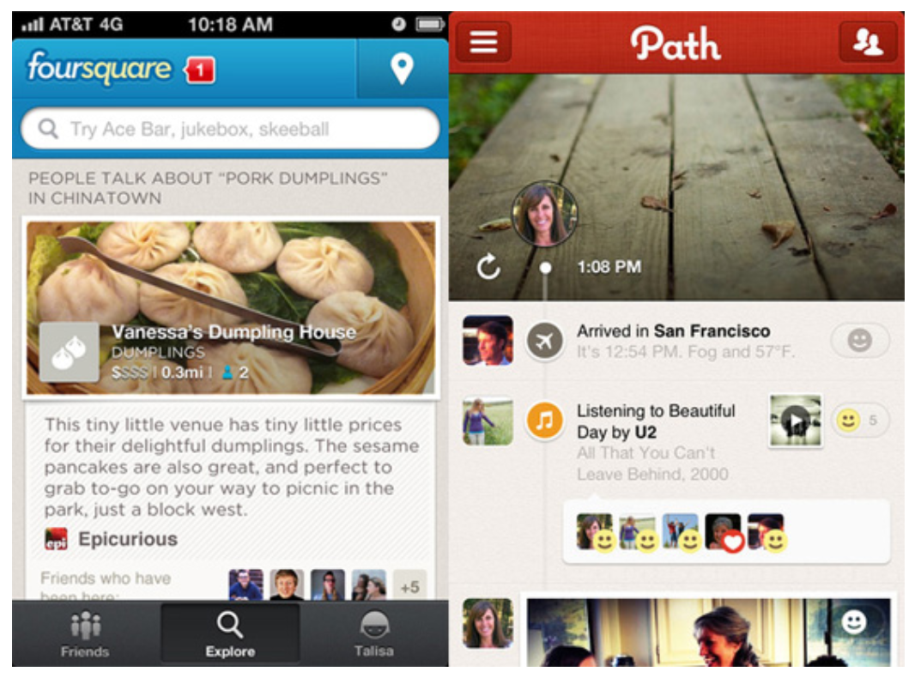 AT&T 4G 10:18 AM
foursquare 1
Try Ace Bar, jukebox, skeeball
PEOPLE TALK ABOUT “PORK DUMPLINGS”
IN CHINATOWN
Vanessa's Dumpling House
DUMPLINGS
$$$$ | 0.3mi | 2
This tiny little venue has tiny little prices
for their delightful dumplings. The sesame
pancakes are also great, and perfect to
grab to-go on your way to picnic in the
park, just a block west.
epi Epicurious
Friends who have
been here:
+5
Friends Explore Talisa
Path
1:08 PM
Arrived in San Francisco
It's 12:54 PM. Fog and 57°F.
Listening to Beautiful
Day by U2
All That You Can't
Leave Behind, 2000
5